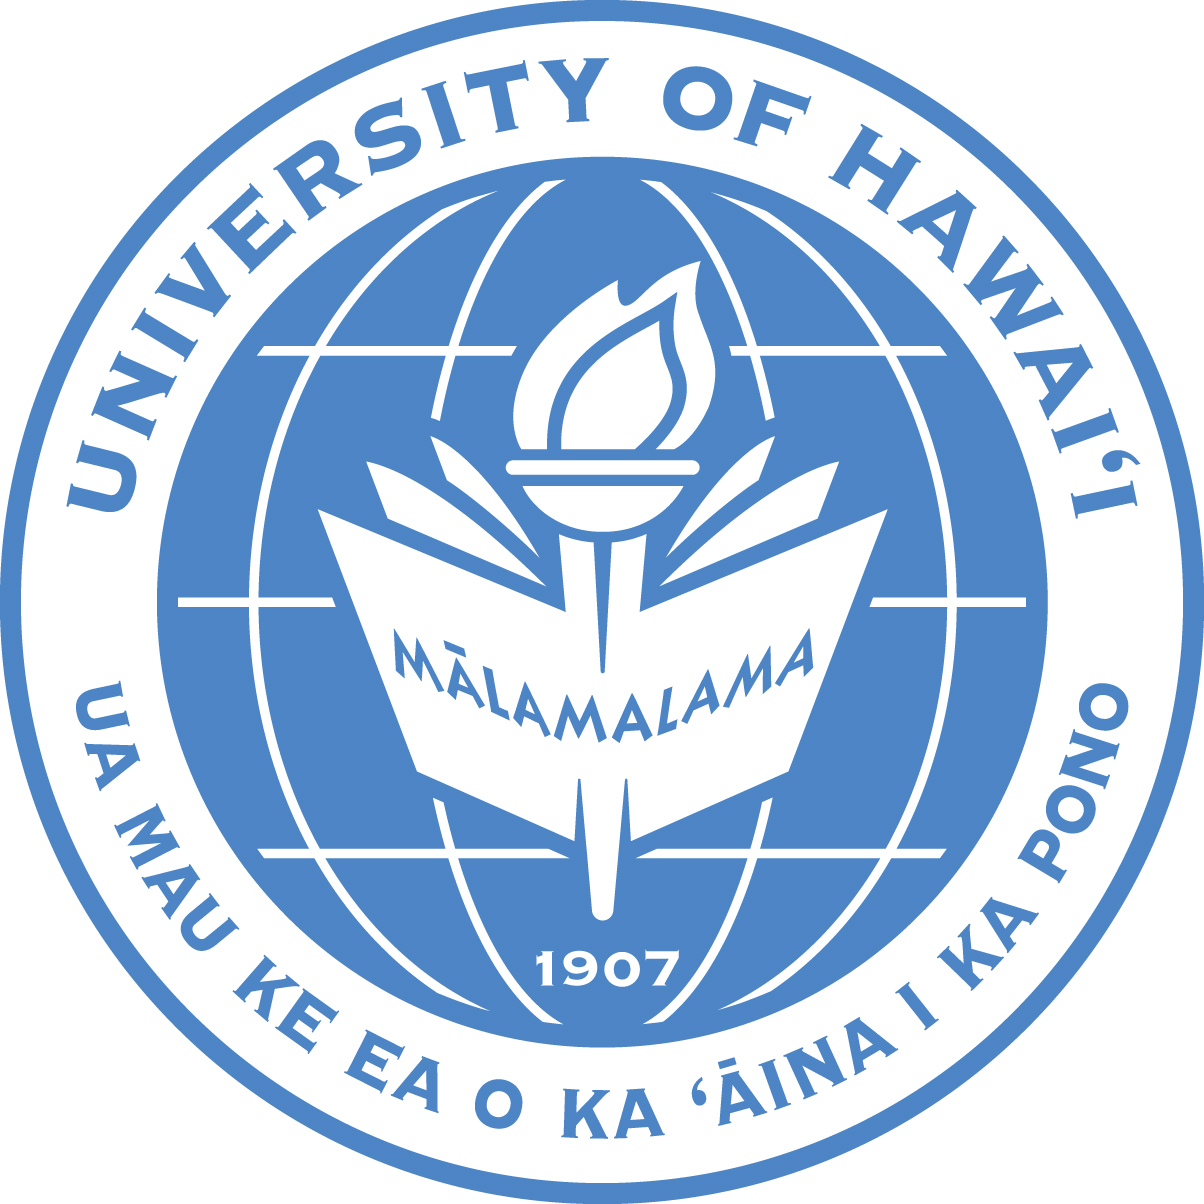 UNIVERSITY OF HAWAIʻI
MĀLAMALAMA
1907
UA MAU KE EA O KA ʻĀINA I KA PONO